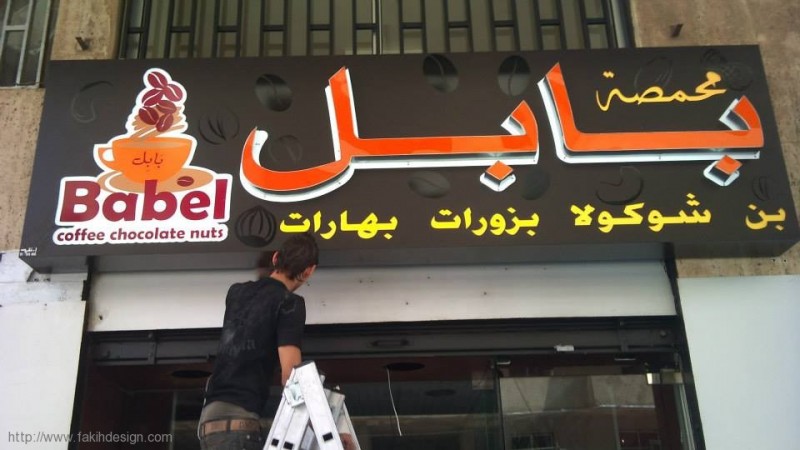 محمصة
بابل
بن شوكولا بزورات بهارات
بابل
Babel
coffee chocolate nuts
http://www.fakihdesign.com